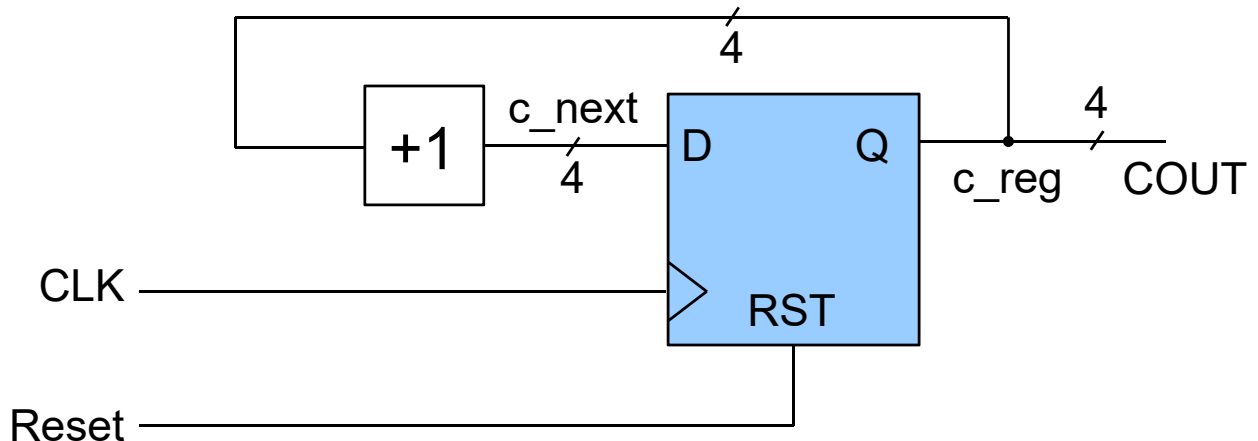 4
c_next
4
+1
4
D
Q
c_reg
COUT
CLK
RST
Reset